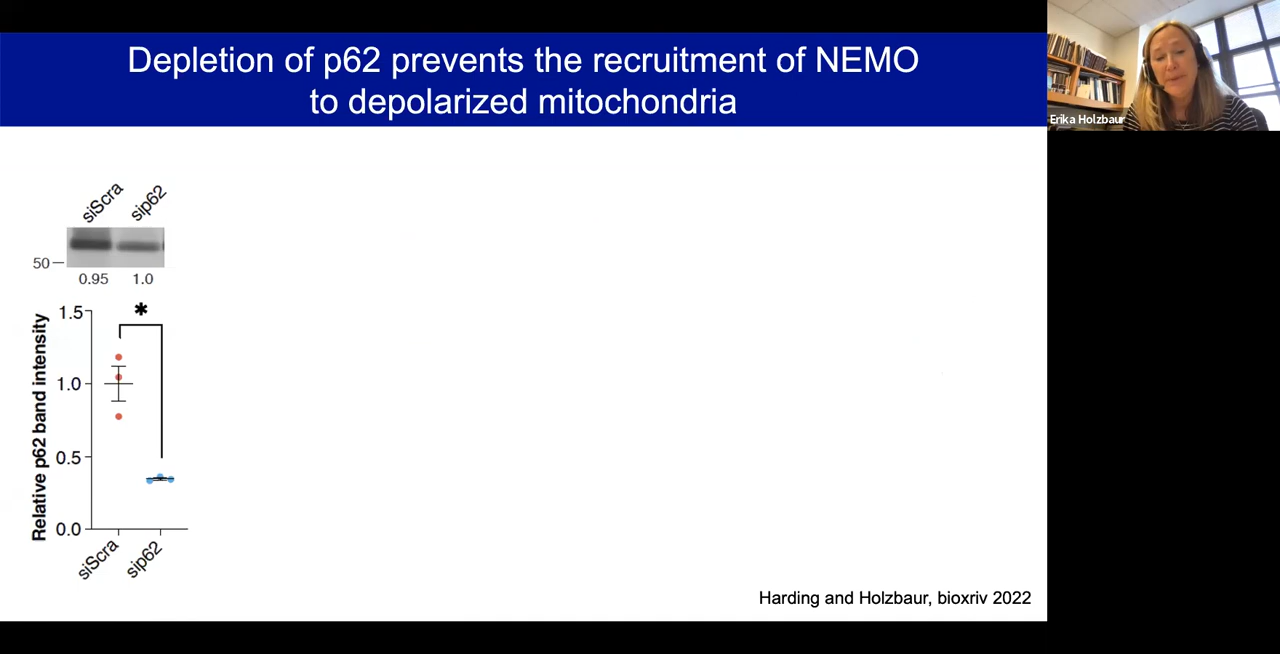 Depletion of p62 prevents the recruitment of NEMO
to depolarized mitochondria
Erika Holzbaur
siScra
sip62
50
0.95
1.0
*
Relative p62 band intensity
1.5
1.0
0.5
0.0
siScra
sip62
Harding and Holzbaur, bioxriv 2022